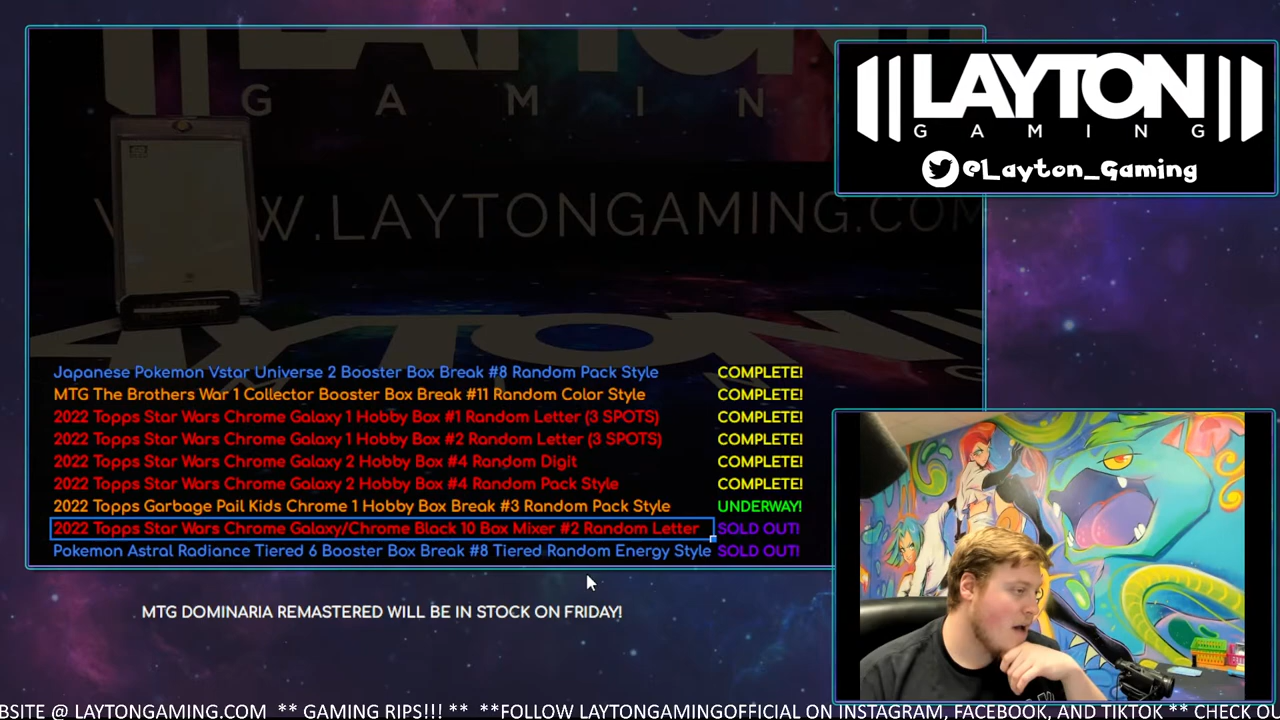 G A M I N
WWW.LAYTONGAMING.COM
LAYTON
GAMING
@Layton_Gaming
Japanese Pokemon Vstar Universe 2 Booster Box Break #8 Random Pack Style COMPLETE!
MTG The Brothers War 1 Collector Booster Box Break #11 Random Color Style COMPLETE!
2022 Topps Star Wars Chrome Galaxy 1 Hobby Box #1 Random Letter (3 SPOTS) COMPLETE!
2022 Topps Star Wars Chrome Galaxy 1 Hobby Box #2 Random Letter (3 SPOTS) COMPLETE!
2022 Topps Star Wars Chrome Galaxy 2 Hobby Box #4 Random Digit COMPLETE!
2022 Topps Star Wars Chrome Galaxy 2 Hobby Box #4 Random Pack Style COMPLETE!
2022 Topps Garbage Pail Kids Chrome 1 Hobby Box Break #3 Random Pack Style UNDERWAY!
2022 Topps Star Wars Chrome Galaxy/Chrome Black 10 Box Mixer #2 Random Letter SOLD OUT!
Pokemon Astral Radiance Tiered 6 Booster Box Break #8 Tiered Random Energy Style SOLD OUT!
MTG DOMINARIA REMASTERED WILL BE IN STOCK ON FRIDAY!
BSITE @ LAYTONGAMING.COM ** GAMING RIPS!!! ** **FOLLOW LAYTONGAMINGOFFICIAL ON INSTAGRAM, FACEBOOK, AND TIKTOK ** CHECK OU